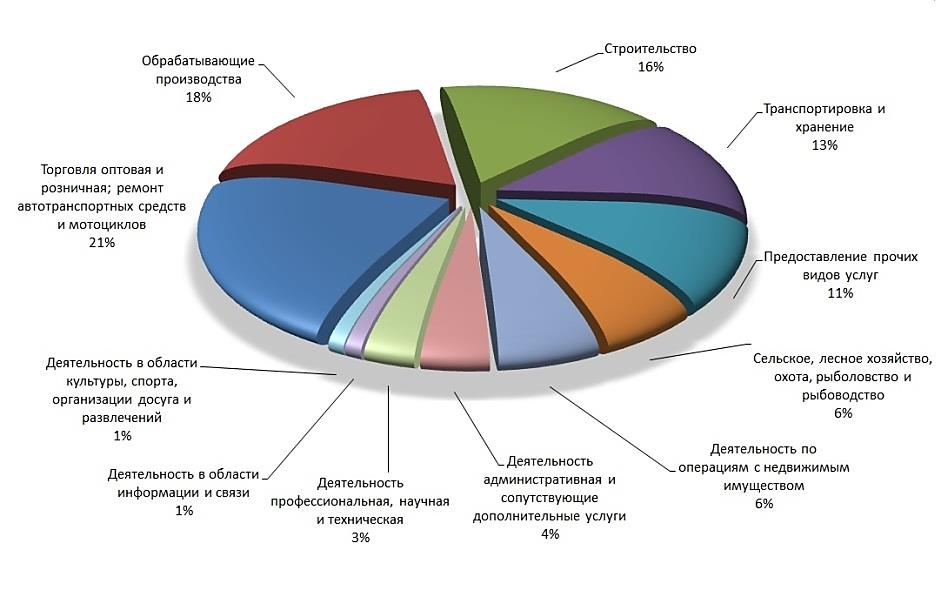 Строительство
16%
Обрабатывающие
производства
18%
Транспортировка и
хранение
13%
Торговля оптовая и
розничная; ремонт
автотранспортных средств
и мотоциклов
21%
Предоставление прочих
видов услуг
11%
Сельское, лесное хозяйство,
охота, рыболовство и
рыбоводство
6%
Деятельность в области
культуры, спорта,
организации досуга и
развлечений
1%
Деятельность по
операциям с недвижимым
имуществом
6%
Деятельность в области
информации и связи
1%
Деятельность
профессиональная, научная
и техническая
3%
Деятельность
административная и
сопутствующие
дополнительные услуги
4%